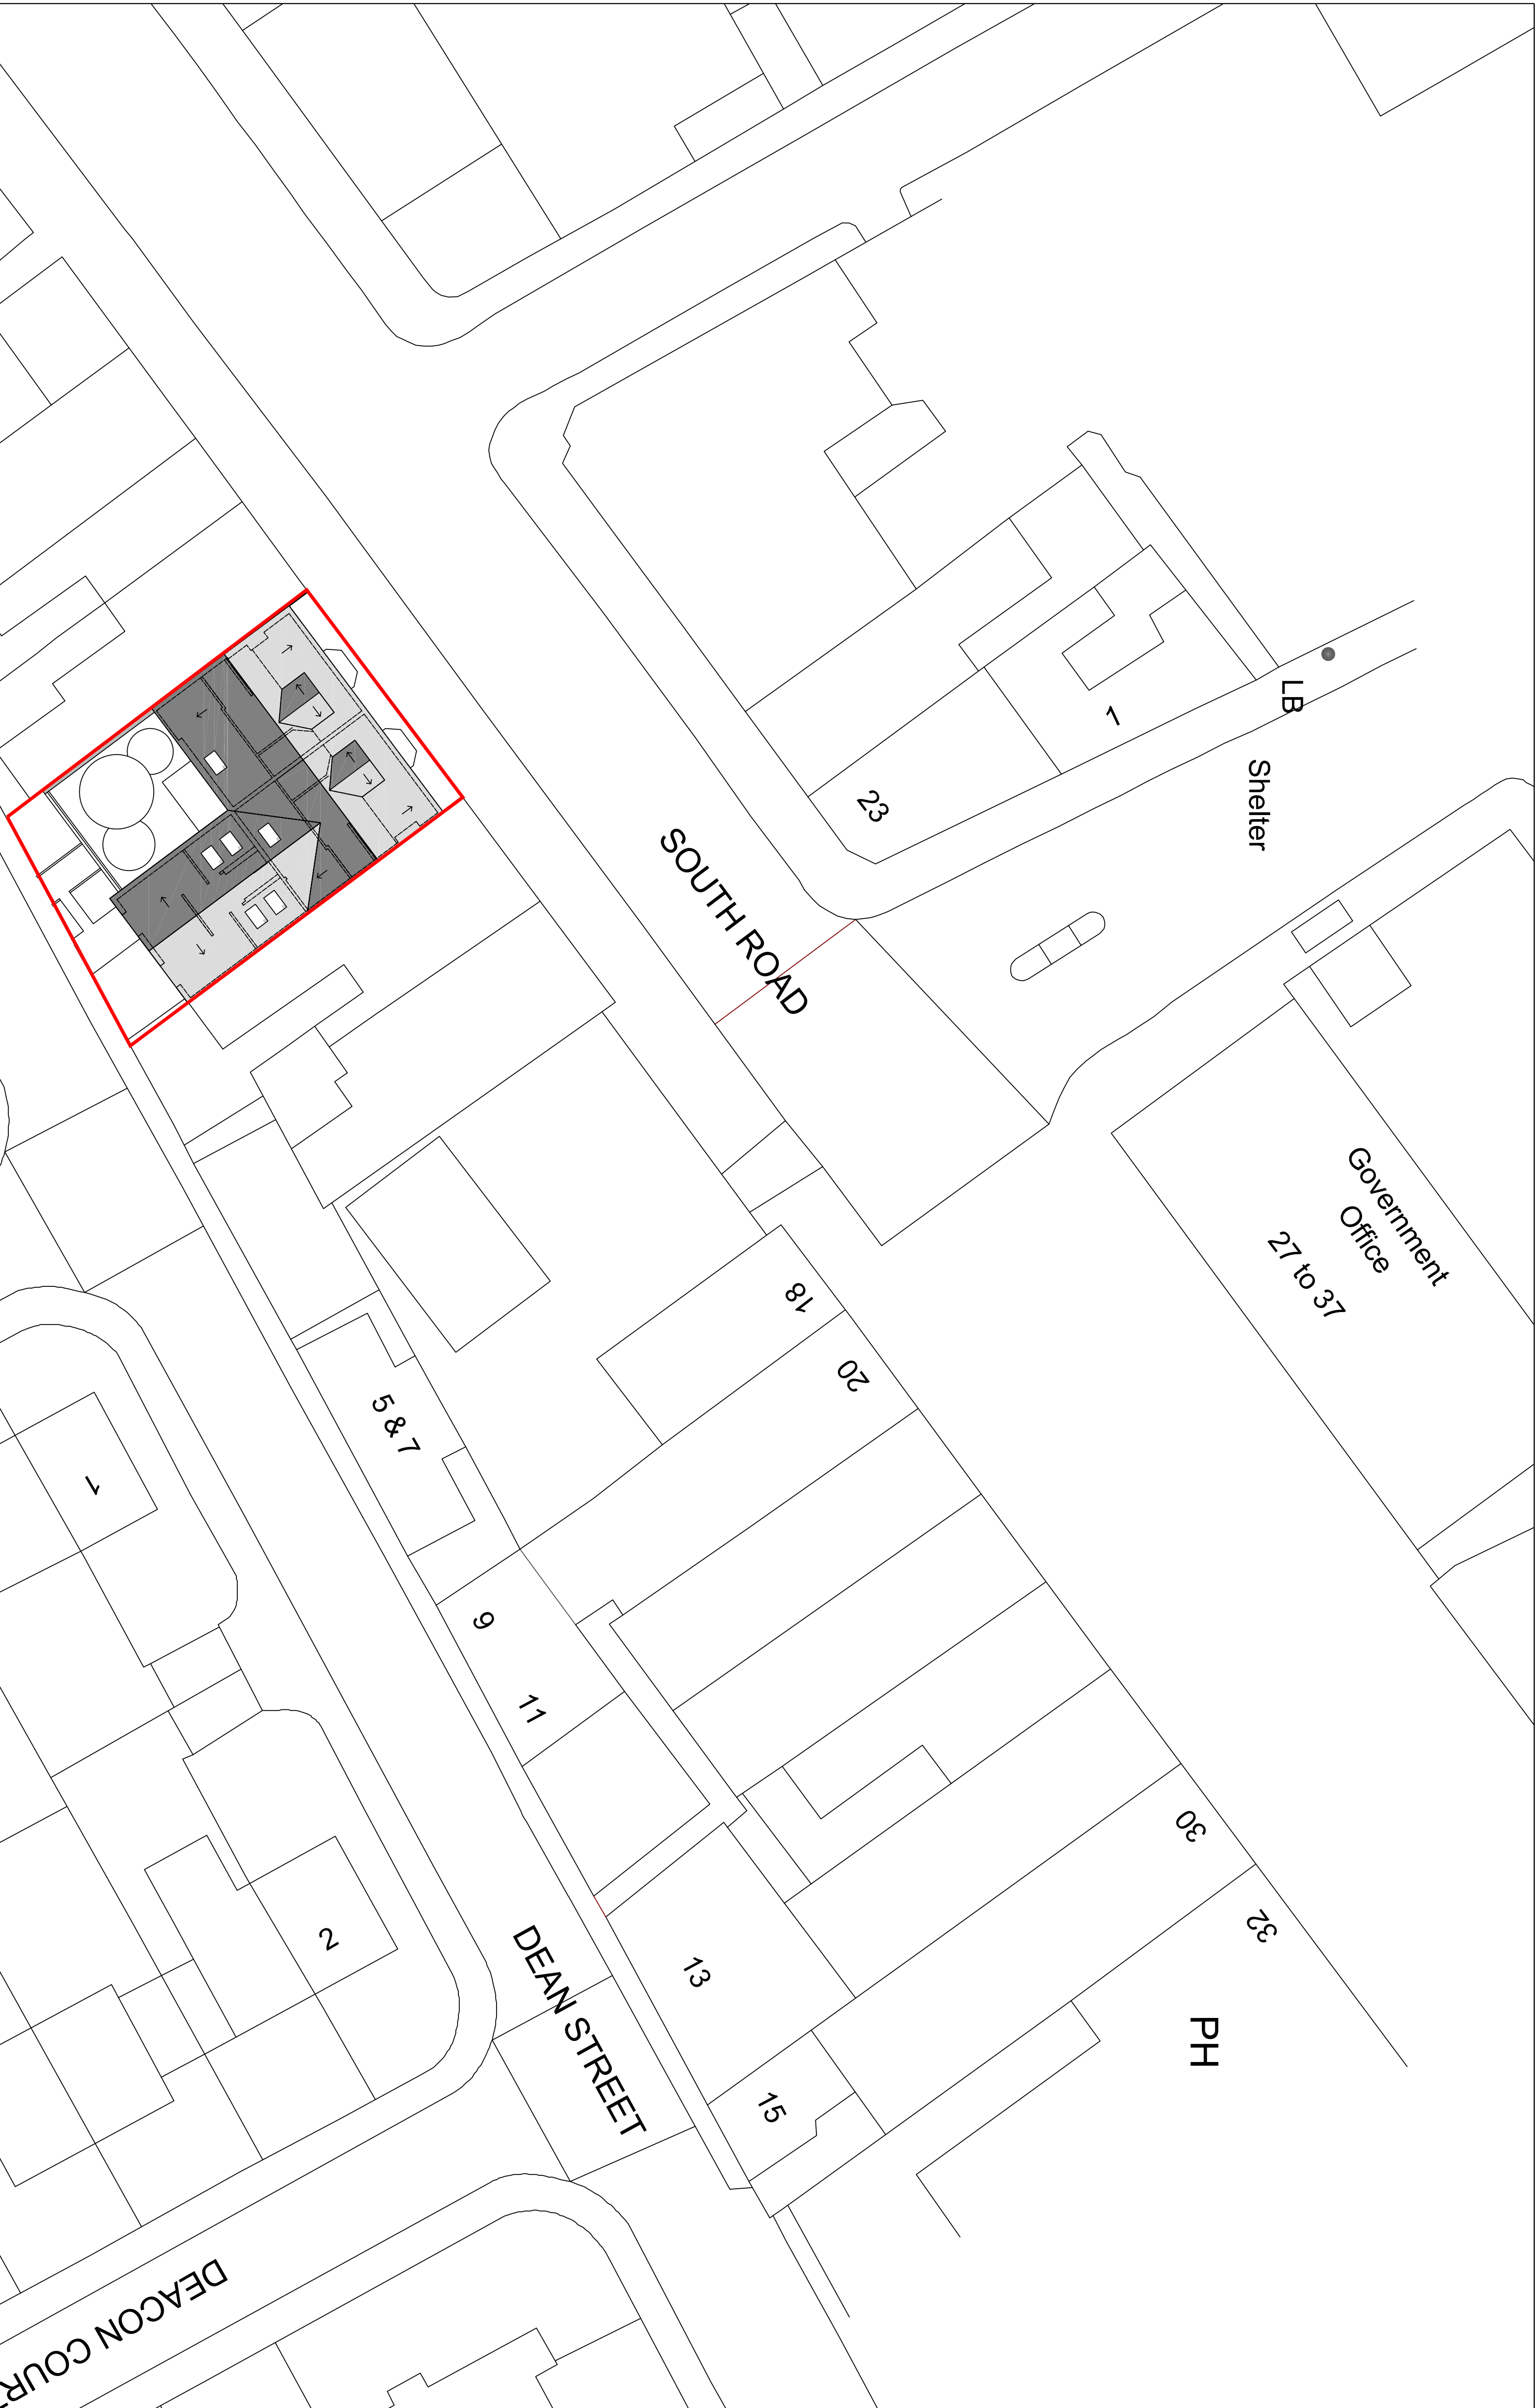 LB
1
Shelter
23
SOUTH ROAD
Government
Office
27 to 37
18
20
5 & 7
1
9
11
30
32
2
13
DEAN STREET
PH
15
DEACON COUR